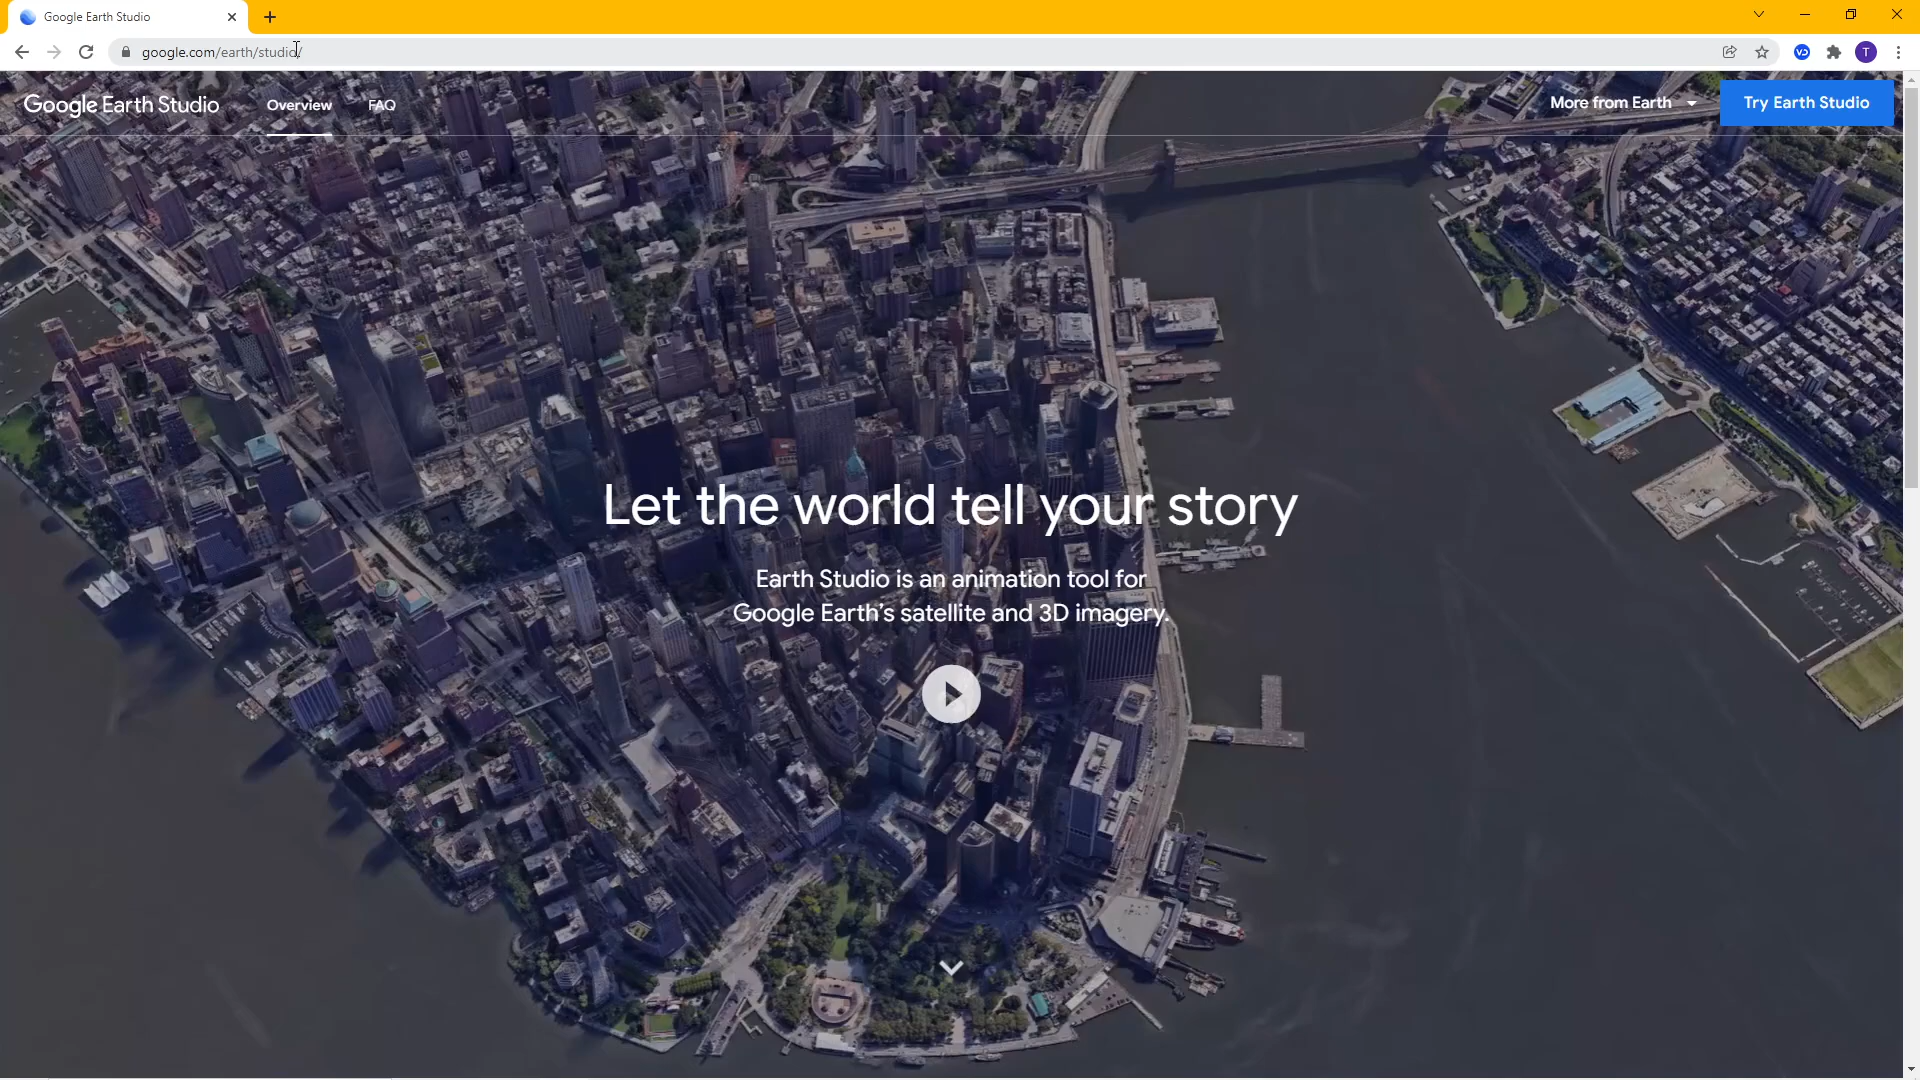 Google Earth Studio
google.com/earth/studio/
T
Google Earth Studio
Overview
FAQ
More from Earth
Try Earth Studio
Let the world tell your story
Earth Studio is an animation tool for
Google Earth’s satellite and 3D imagery.